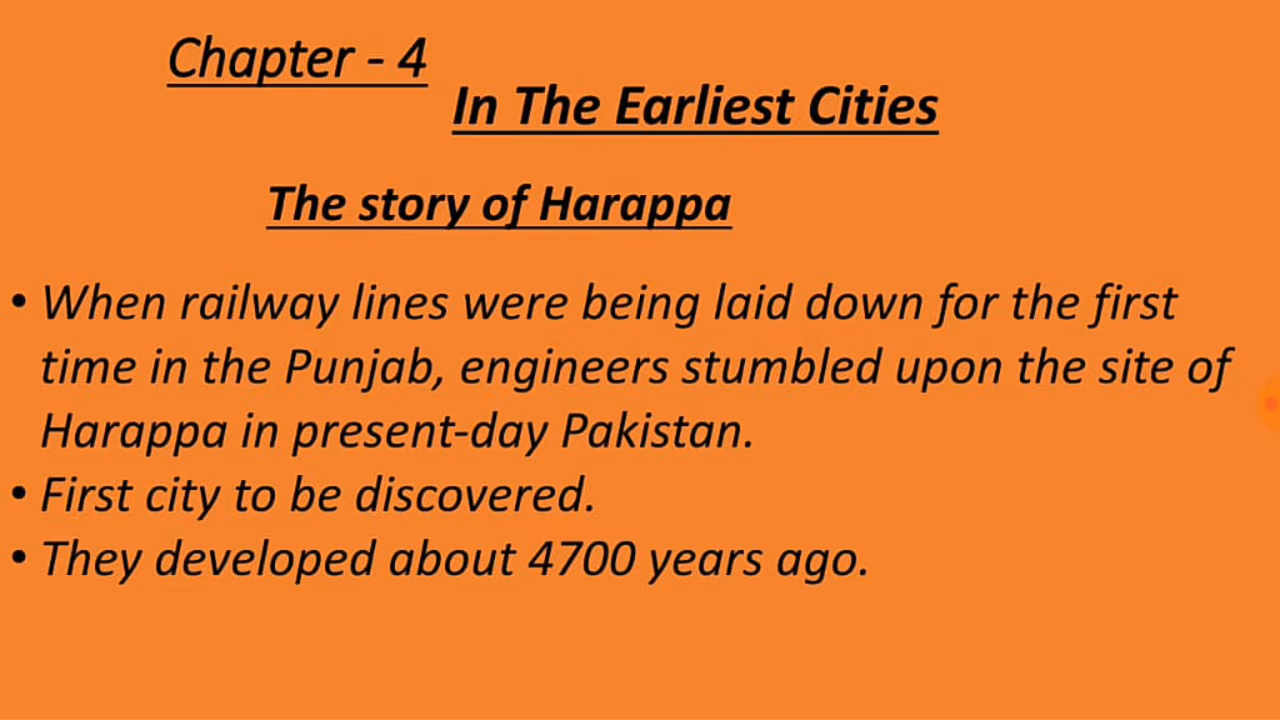 Chapter - 4
In The Earliest Cities
The story of Harappa
• When railway lines were being laid down for the first
time in the Punjab, engineers stumbled upon the site of
Harappa in present-day Pakistan.
• First city to be discovered.
• They developed about 4700 years ago.